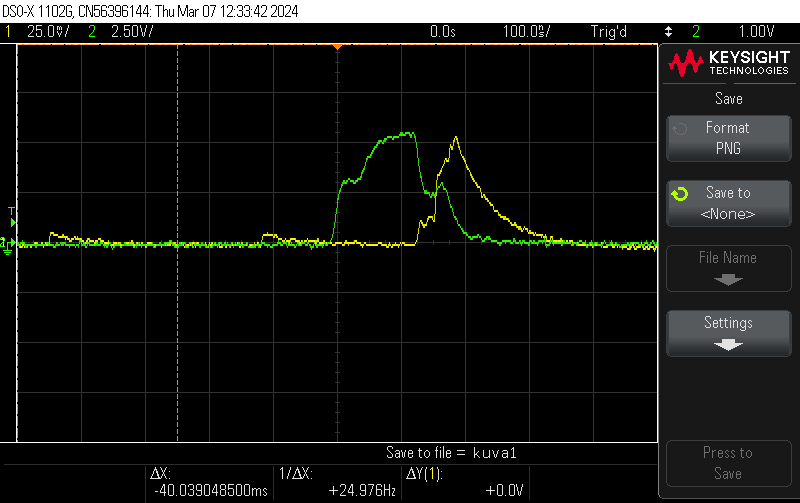 DSO-X 1102G, CN56396144: Thu Mar 07 12:33:42 2024
1 25.0mV/ 2 2.50V/ 0.0s 100.0us/ Trig'd 2 1.00V
KEYSIGHT
TECHNOLOGIES
Save
Format
PNG
Save to
<None>
File Name
Settings
Press to
Save
T
Save to file = kuva1
ΔX:
-40.039048500ms
1/ΔX:
+24.976Hz
ΔY(1):
+0.0V